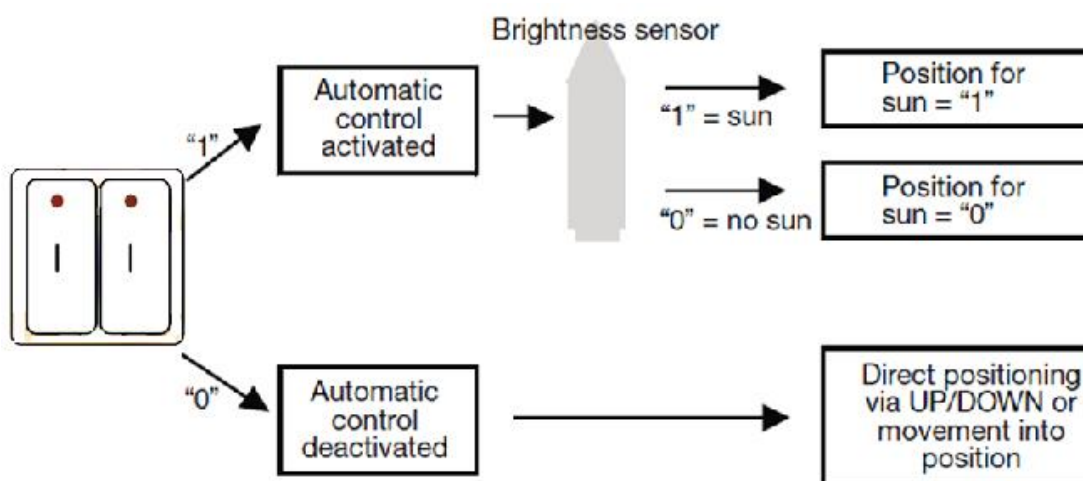 Brightness sensor
Automatic
control
activated
"1"
"1" = sun
Position for
sun = "1"
"0" = no sun
Position for
sun = "0"
"0"
Automatic
control
deactivated
Direct positioning
via UP/DOWN or
movement into
position